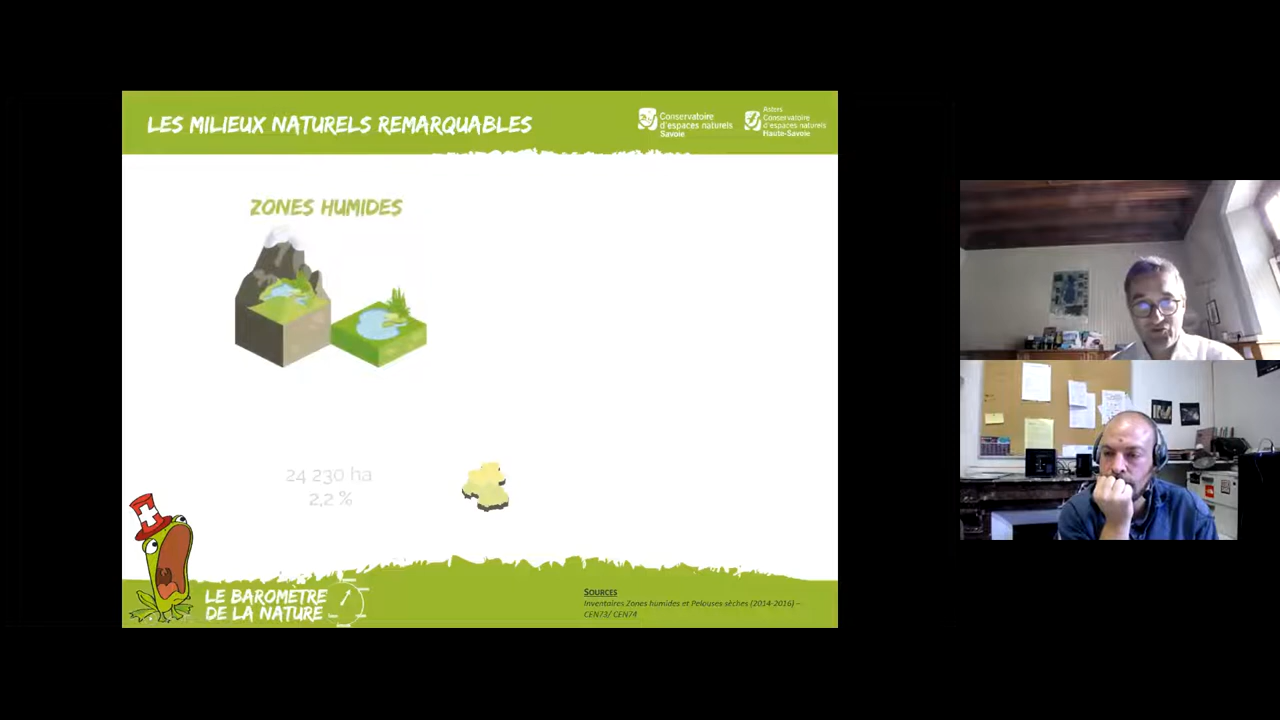 LES MILIEUX NATURELS REMARQUABLES
Conservatoire
d'espaces naturels
Savoie
Asters
Conservatoire
d'espaces naturels
Haute-Savoie
ZONES HUMIDES
24 230 ha
2,2 %
LE BAROMÈTRE
DE LA NATURE
SOURCES
Inventaires Zones humides et Pelouses sèches (2014-2016) –
CEN73/ CEN74